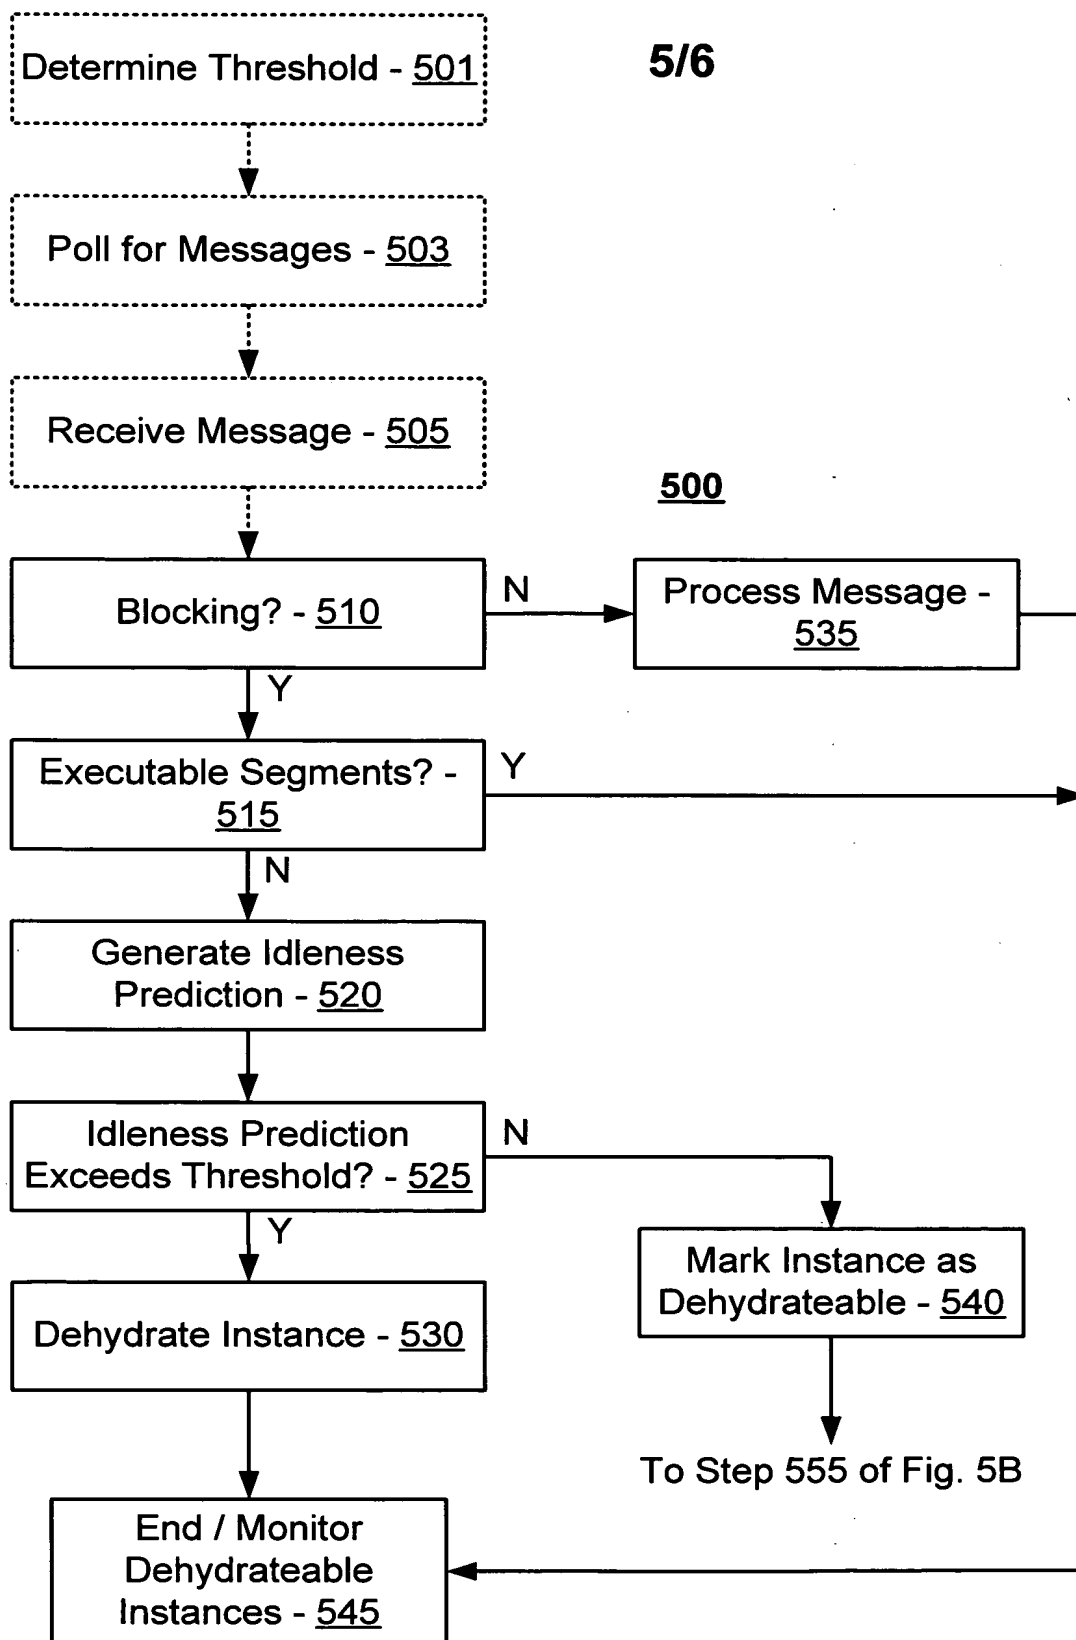 Determine Threshold - 501
5/6
Poll for Messages - 503
Receive Message - 505
500
Blocking? - 510
N
Process Message -
535
Y
Executable Segments? -
515
Y
N
Generate Idleness
Prediction - 520
Idleness Prediction
Exceeds Threshold? - 525
N
Y
Mark Instance as
Dehydrateable - 540
Dehydrate Instance - 530
To Step 555 of Fig. 5B
End / Monitor
Dehydrateable
Instances - 545